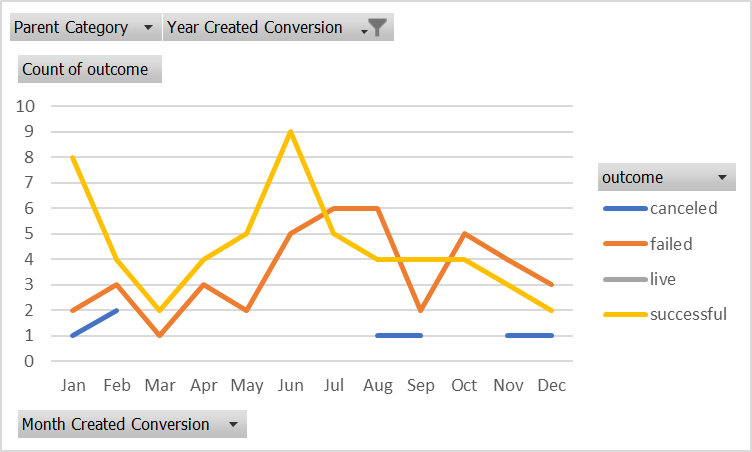 Parent Category Year Created Conversion
Count of outcome
10
9
8
7
6
5
4
3
2
1
0
Jan Feb Mar Apr May Jun Jul Aug Sep Oct Nov Dec
outcome
canceled
failed
live
successful
Month Created Conversion